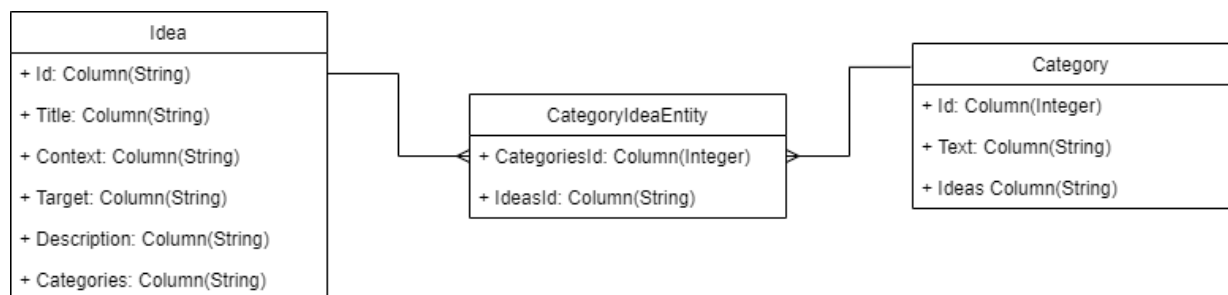 Idea
+ Id: Column(String)
+ Title: Column(String)
+ Context: Column(String)
+ Target: Column(String)
+ Description: Column(String)
+ Categories: Column(String)
CategoryIdeaEntity
+ CategoriesId: Column(Integer)
+ IdeasId: Column(String)
Category
+ Id: Column(Integer)
+ Text: Column(String)
+ Ideas Column(String)